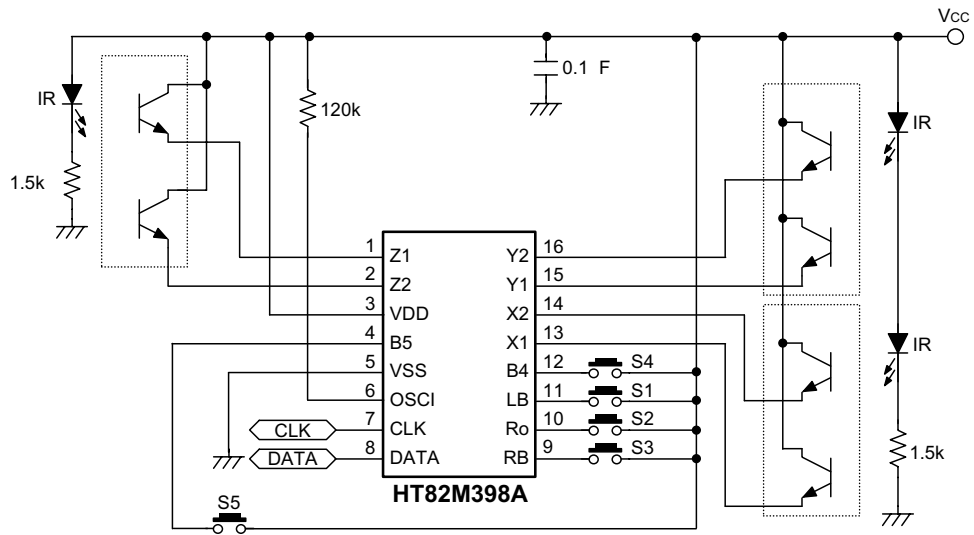 VCC
IR
0.1 F
120k
IR
1.5k
1
Z1
Y2
16
2
Z2
Y1
15
3
VDD
X2
14
4
B5
X1
13
IR
5
VSS
B4
12
S4
6
OSCI
LB
11
S1
CLK
7
CLK
Ro
10
S2
DATA
8
DATA
RB
9
S3
1.5k
HT82M398A
S5